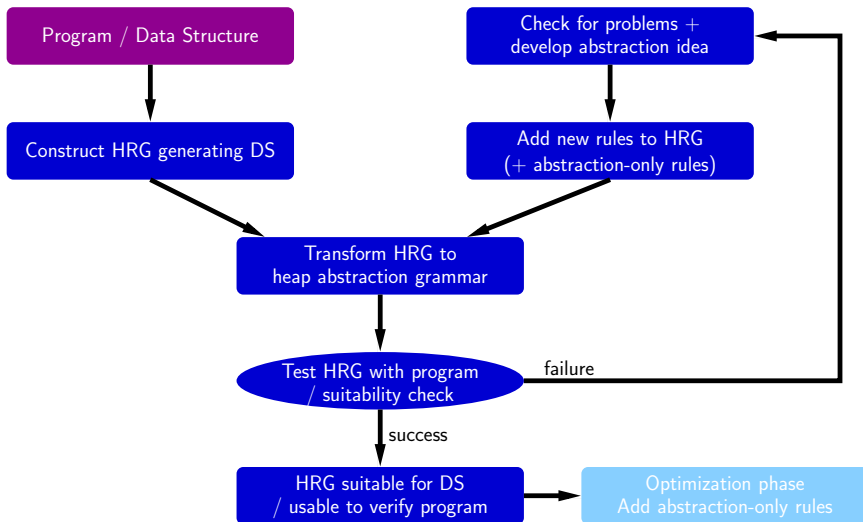 Program / Data Structure
Check for problems +
develop abstraction idea
Construct HRG generating DS
Add new rules to HRG
(+ abstraction-only rules)
Transform HRG to
heap abstraction grammar
Test HRG with program
/ suitability check
failure
success
HRG suitable for DS
/ usable to verify program
Optimization phase
Add abstraction-only rules